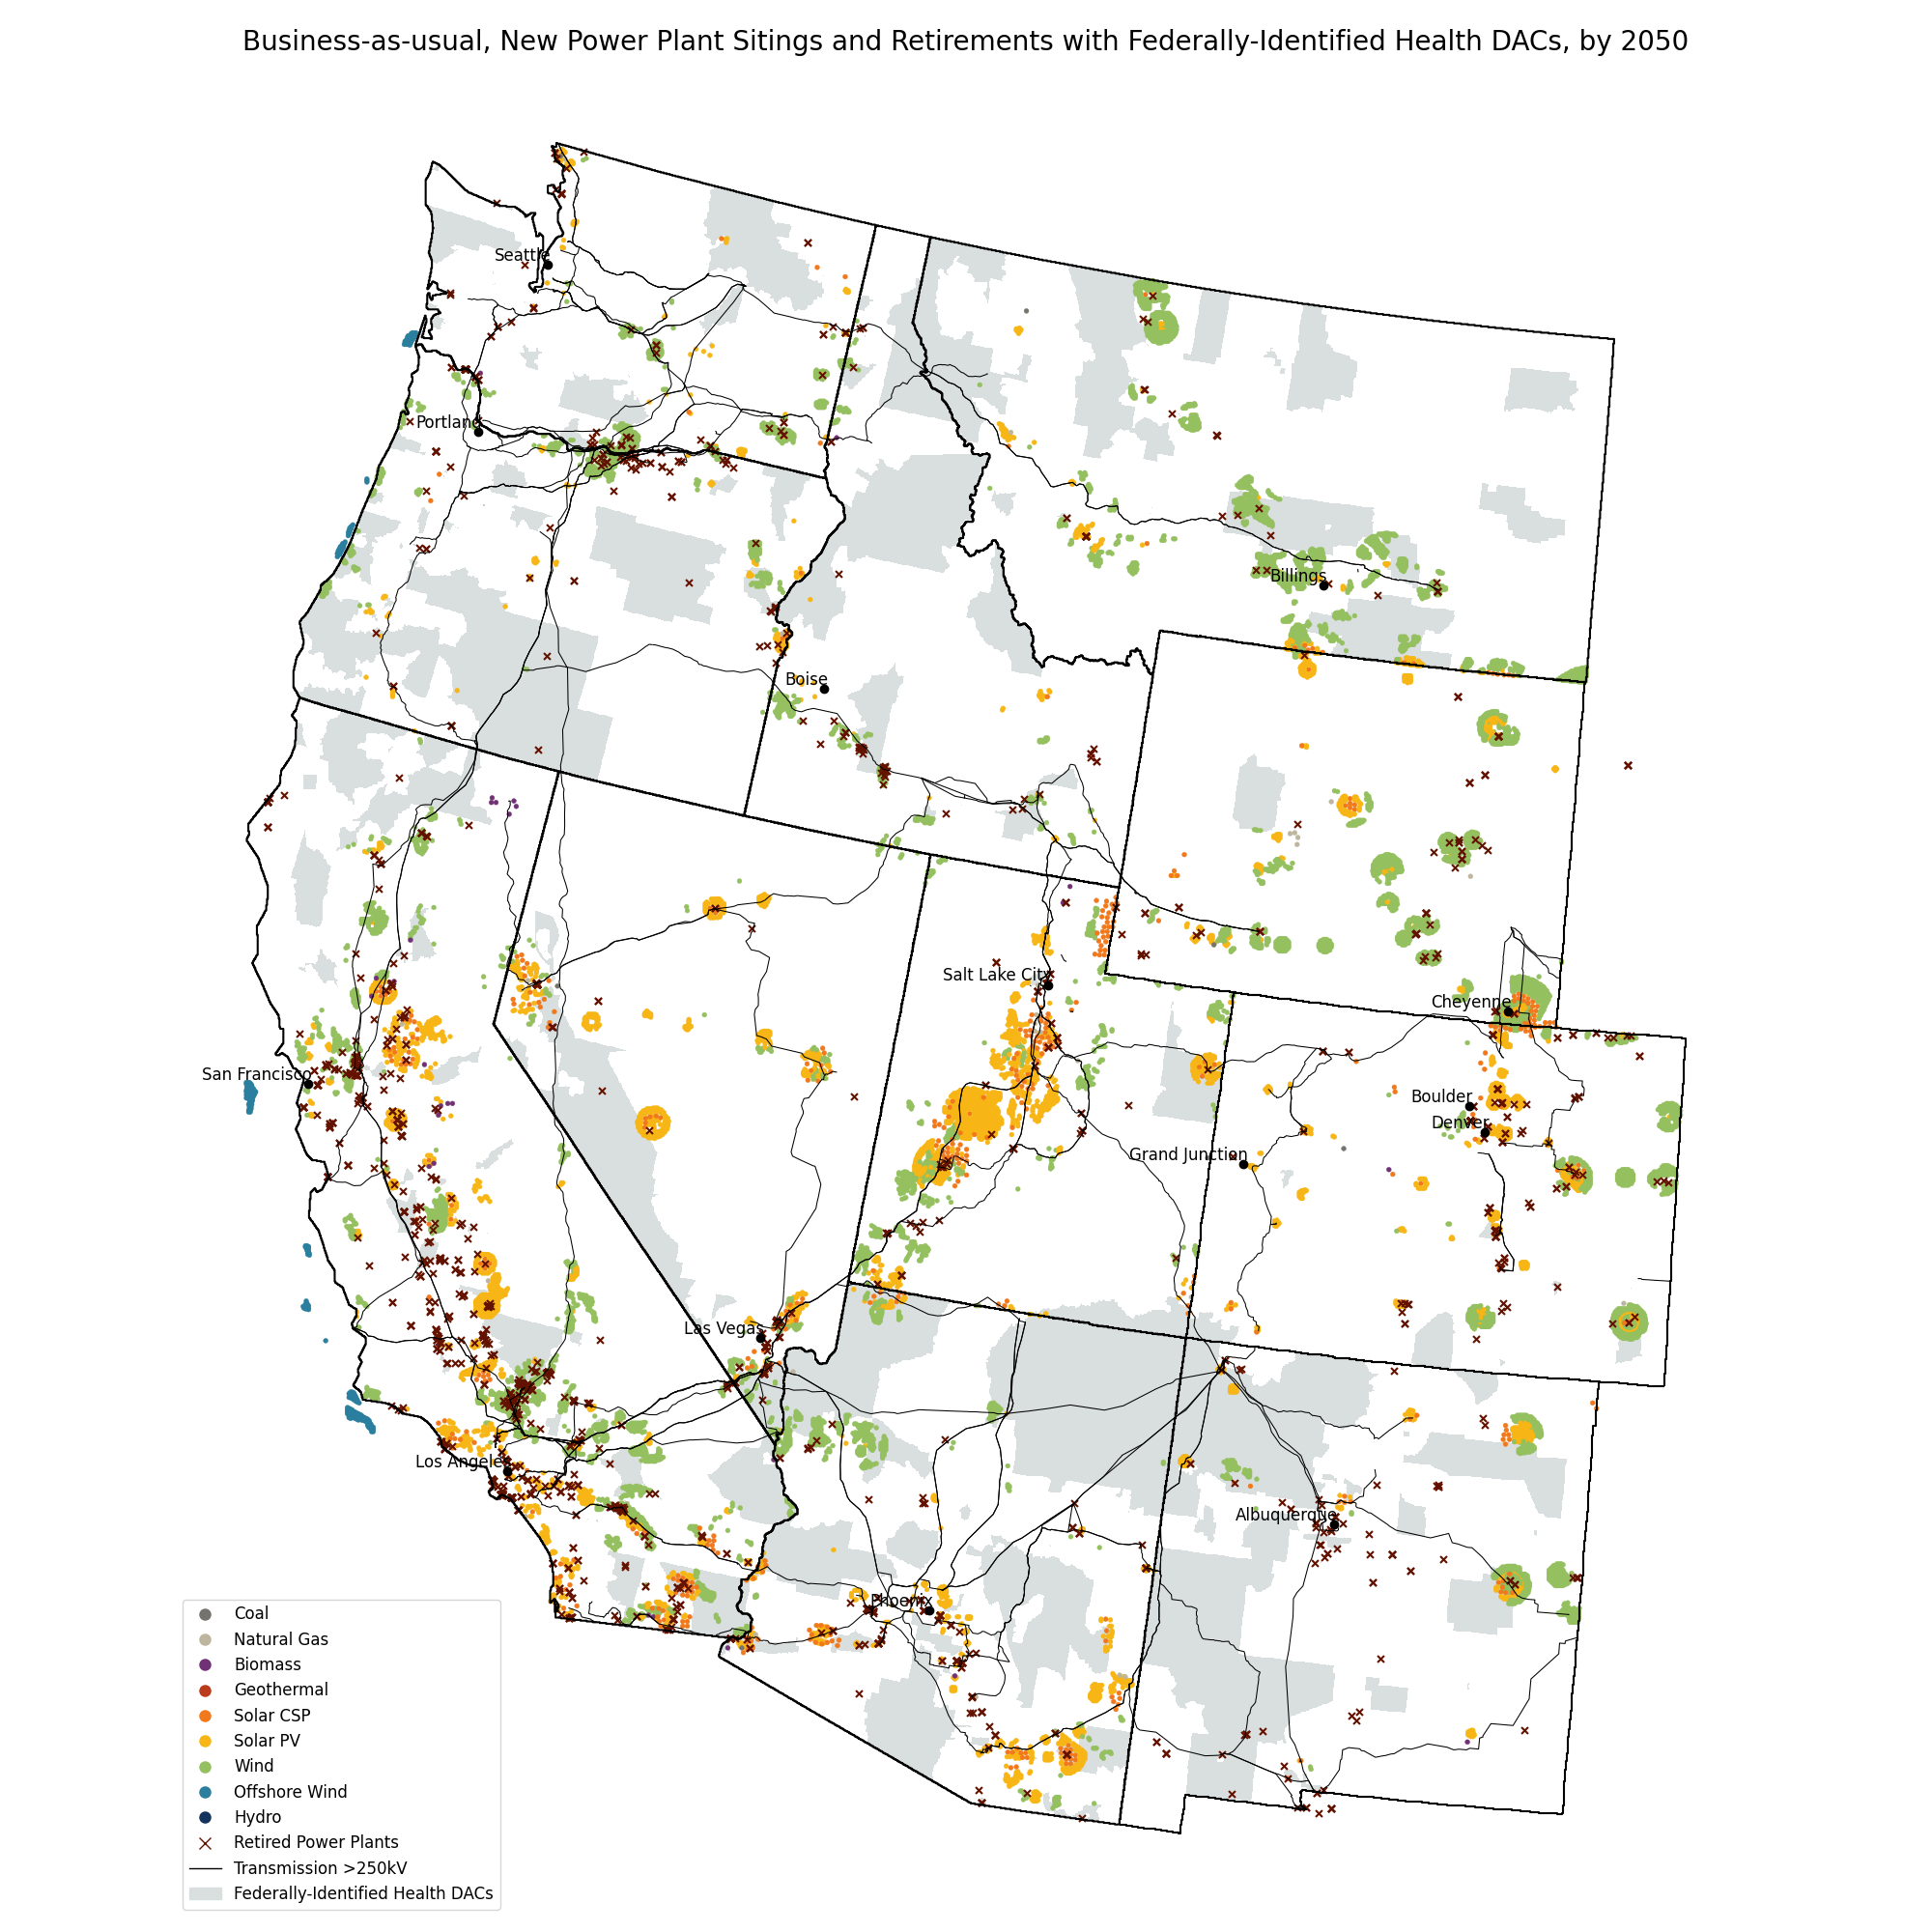 Business-as-usual, New Power Plant Sitings and Retirements with Federally-Identified Health DACs, by 2050
Seattle
Portland
Billings
Boise
Salt Lake City
Cheyenne
San Francisco
Boulder
Denver
Grand Junction
Las Vegas
Los Angeles
Albuquerque
Phoenix
Coal
Natural Gas
Biomass
Geothermal
Solar CSP
Solar PV
Wind
Offshore Wind
Hydro
Retired Power Plants
Transmission >250kV
Federally-Identified Health DACs